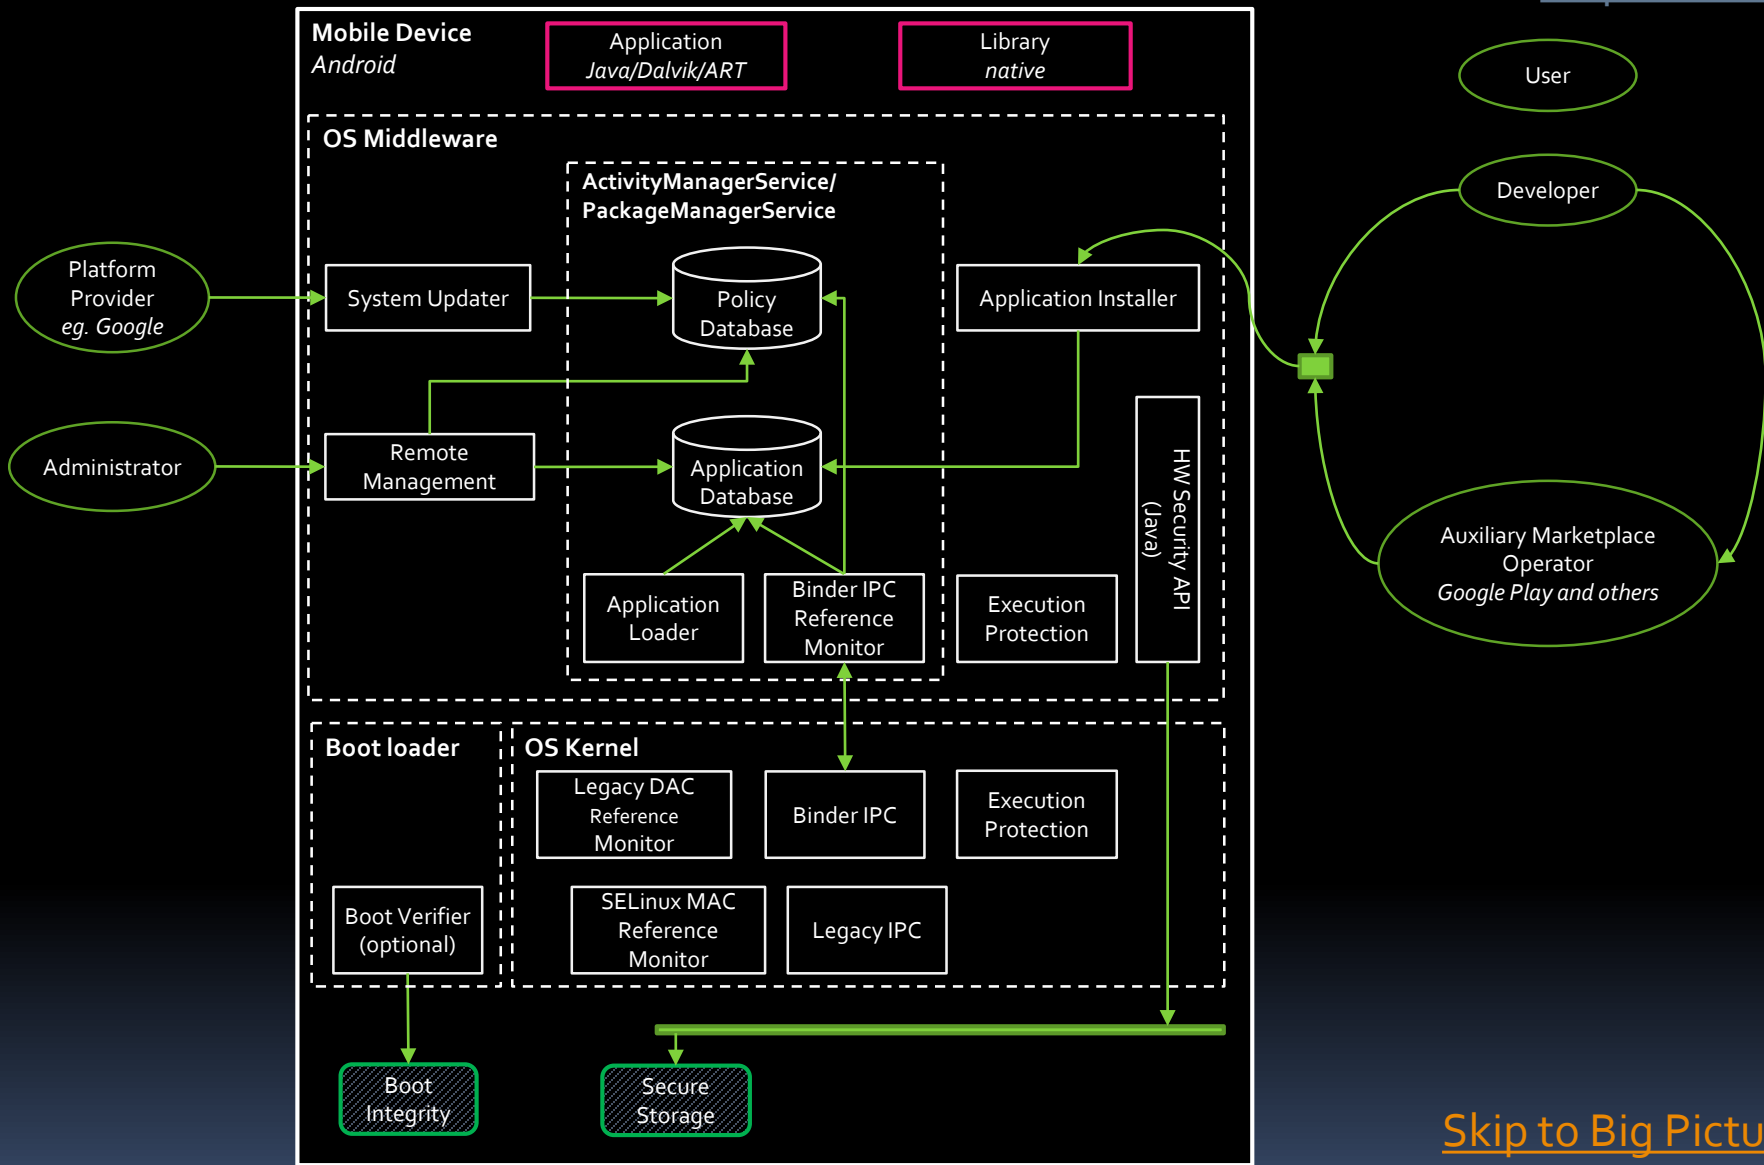 Mobile Device
Android
Application
Java/Dalvik/ART
Library
native
User
OS Middleware
ActivityManagerService/
PackageManagerService
Developer
Platform
Provider
eg. Google
System Updater
Policy
Database
Application Installer
Administrator
Remote
Management
Application
Database
HW Security API
(Java)
Auxiliary Marketplace
Operator
Google Play and others
Application
Loader
Binder IPC
Reference
Monitor
Execution
Protection
Boot loader
OS Kernel
Legacy DAC
Reference
Monitor
Binder IPC
Execution
Protection
Boot Verifier
(optional)
SELinux MAC
Reference
Monitor
Legacy IPC
Boot
Integrity
Secure
Storage
Skip to Big Pictu